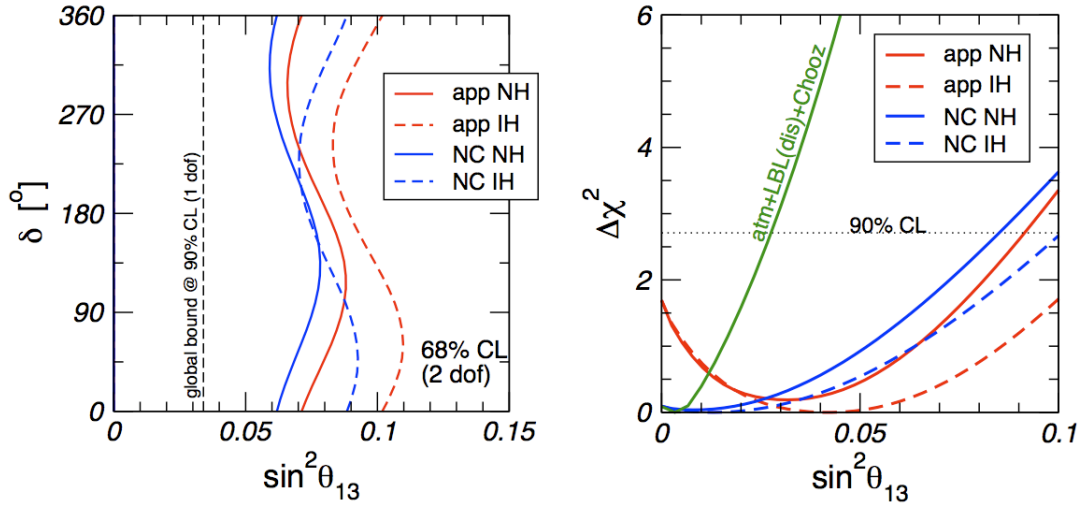 360
270
180
90
0
δ [º]
0
0.05
0.1
0.15
sin²θ₁₃
global bound @ 90% CL (1 dof)
app NH
app IH
NC NH
NC IH
68% CL
(2 dof)
6
4
2
0
Δχ²
0
0.05
0.1
sin²θ₁₃
atm+LBL(dis)+Chooz
app NH
app IH
NC NH
NC IH
90% CL